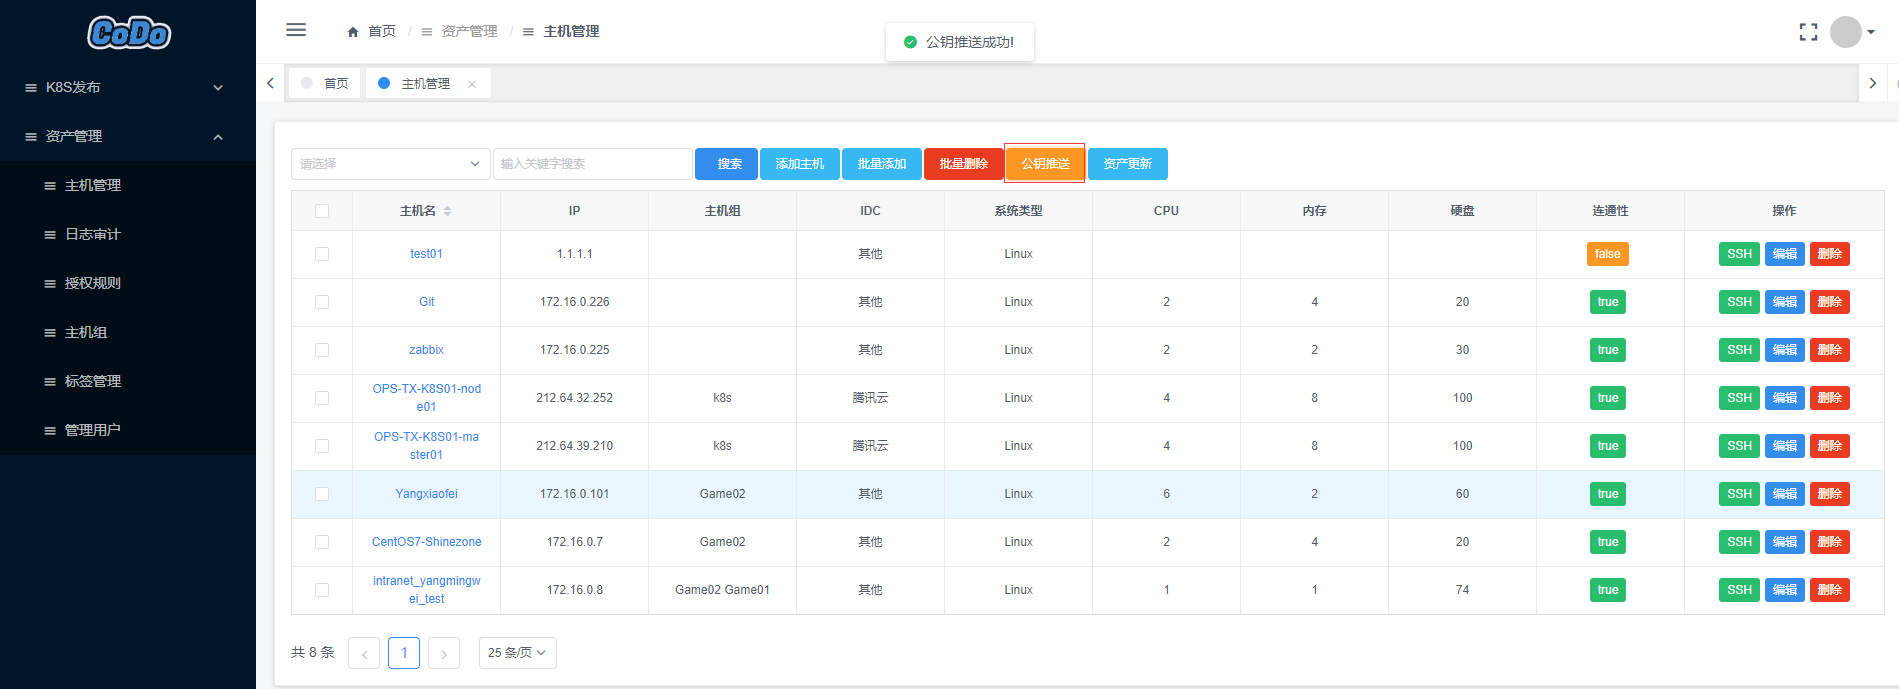 CoDo
K8S发布
资产管理
主机管理
日志审计
授权规则
主机组
标签管理
管理用户
首页 / 资产管理 / 主机管理
公钥推送成功!
首页 主机管理
请选择 输入关键字搜索 搜索 添加主机 批量添加 批量删除 公钥推送 资产更新
主机名 IP 主机组 IDC 系统类型 CPU 内存 硬盘 连通性 操作
test01 1.1.1.1 其他 Linux false SSH 编辑 删除
Git 172.16.0.226 其他 Linux 2 4 20 true SSH 编辑 删除
zabbix 172.16.0.225 其他 Linux 2 2 30 true SSH 编辑 删除
OPS-TX-K8S01-nod
e01 212.64.32.252 k8s 腾讯云 Linux 4 8 100 true SSH 编辑 删除
OPS-TX-K8S01-ma
ster01 212.64.39.210 k8s 腾讯云 Linux 4 8 100 true SSH 编辑 删除
Yangxiaofei 172.16.0.101 Game02 其他 Linux 6 2 60 true SSH 编辑 删除
CentOS7-Shinezone 172.16.0.7 Game02 其他 Linux 2 4 20 true SSH 编辑 删除
intranet_yangmingw
ei_test 172.16.0.8 Game02 Game01 其他 Linux 1 1 74 true SSH 编辑 删除
共 8 条 1 25 条/页